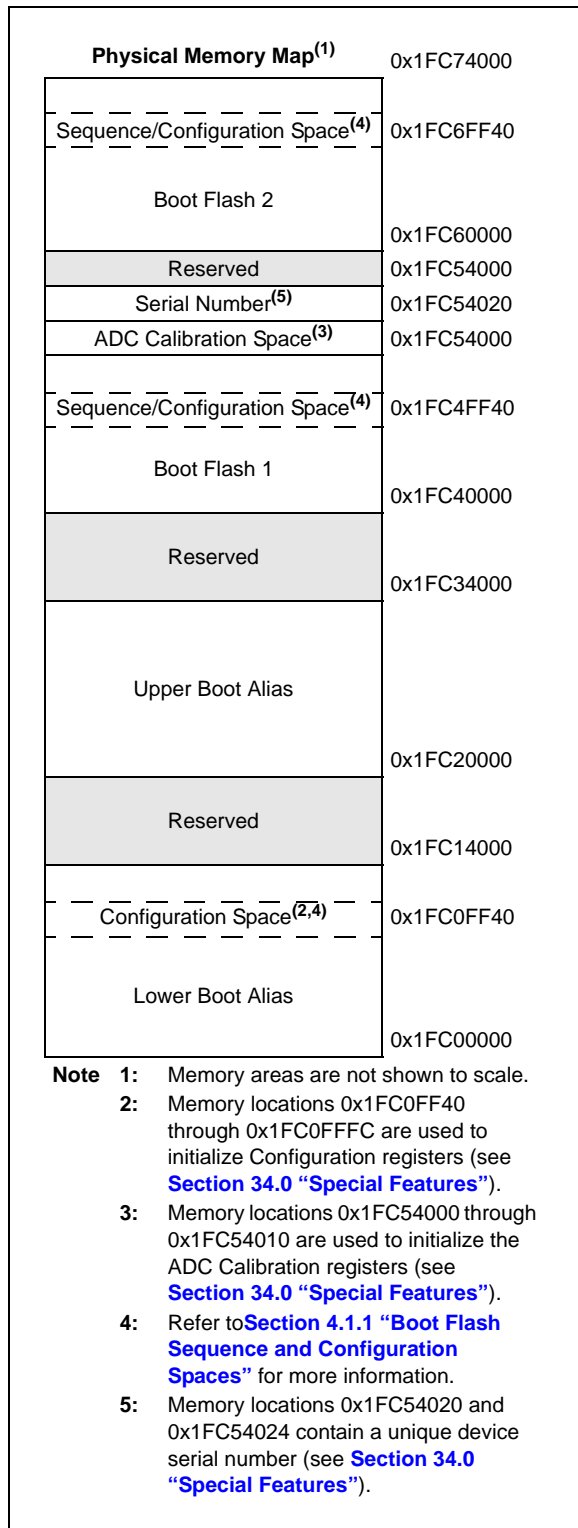 Physical Memory Map(1) 0x1FC74000
Sequence/Configuration Space(4) 0x1FC6FF40
Boot Flash 2
0x1FC60000
Reserved 0x1FC54000
Serial Number(5) 0x1FC54020
ADC Calibration Space(3) 0x1FC54000
Sequence/Configuration Space(4) 0x1FC4FF40
Boot Flash 1
0x1FC40000
Reserved
0x1FC34000
Upper Boot Alias
0x1FC20000
Reserved
0x1FC14000
Configuration Space(2,4) 0x1FC0FF40
Lower Boot Alias
0x1FC00000
Note 1: Memory areas are not shown to scale.
2: Memory locations 0x1FC0FF40
through 0x1FC0FFFC are used to
initialize Configuration registers (see
Section 34.0 “Special Features”).
3: Memory locations 0x1FC54000 through
0x1FC54010 are used to initialize the
ADC Calibration registers (see
Section 34.0 “Special Features”).
4: Refer toSection 4.1.1 “Boot Flash
Sequence and Configuration
Spaces” for more information.
5: Memory locations 0x1FC54020 and
0x1FC54024 contain a unique device
serial number (see Section 34.0
“Special Features”).